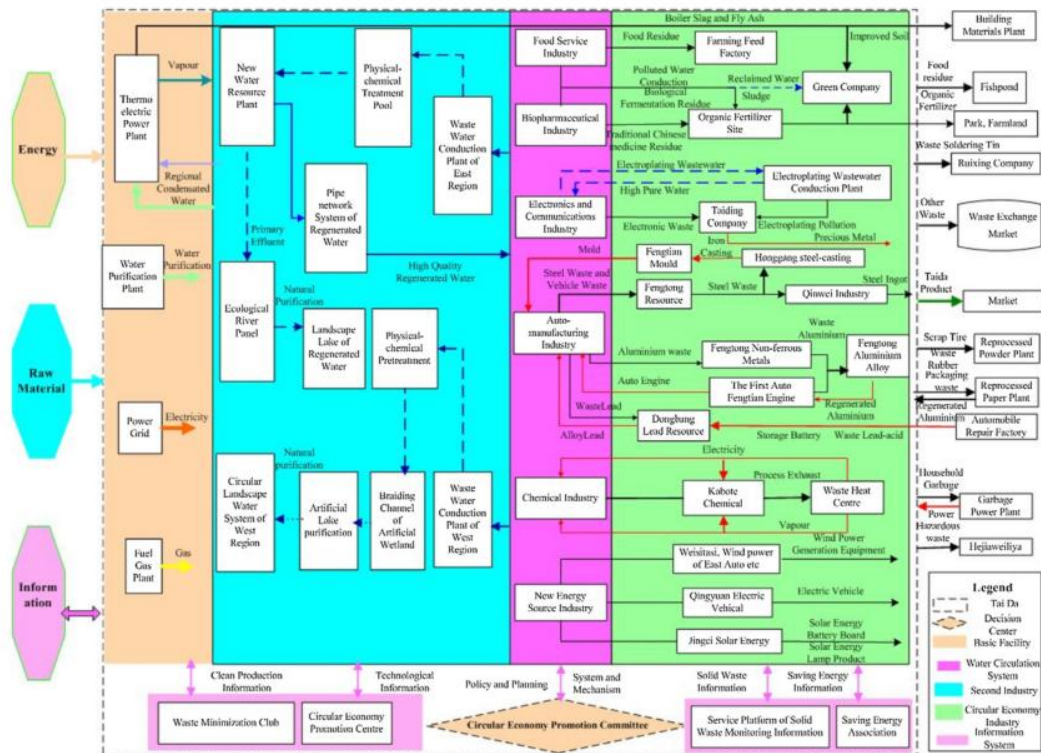 Energy
Raw
Material
Inform
ation
Thermo
electric Power
Plant
Vapour
Regional
Condensated
Water
Water
Purification
Plant
Water
Purification
Power
Grid
Electricity
Fuel
Gas
Plant
Gas
New
Water
Resource
Plant
Physical-
chemical
Treatment
Pool
Waste
Water
Conduction
Plant of
East
Region
Pipe
network
System of
Regenerated
Water
Primary
Effluent
High Quality
Regenerated Water
Ecological
River
Panel
Natural
Purification
Landscape
Lake of
Regenerated
Water
Physical-
chemical
Pretreatment
Natural
purification
Circular
Landscape
Water
System of
West
Region
Artificial
Lake
purification
Braiding
Channel
of
Artificial
Wetland
Waste
Water
Conduction
Plant of
West
Region
Food Service
Industry
Biopharmaceutical
Industry
Electronics and
Communications
Industry
Auto-
manufacturing
Industry
Chemical Industry
New Energy
Source Industry
Boiler Slag and Fly Ash
Food Residue
Farming Feed
Factory
Improved Soil
Polluted Water
Conduction
Reclaimed Water
Biological
Sludge
Fermentation Residue
Green Company
Organic Fertilizer
Site
Traditional Chinese
medicine Residue
Electroplating Wastewater
High Pure Water
Electroplating Wastewater
Conduction Plant
Taiding
Company
Electronic Waste
Electroplating Pollution
Iron
Casting
Precious Metal
Mold
Fengtian
Mould
Honggang steel-casting
Steel Waste and
Vehicle Waste
Fengtong
Resource
Steel Waste
Qinwei Industry
Steel Ingot
Waste
Aluminium
Aluminium waste
Fengtong Non-ferrous
Metals
Fengtong
Aluminium
Alloy
Auto Engine
The First Auto
Fengtian Engine
Regenerated
Aluminium
WasteLead
Dongbang
Lead Resource
AlloyLead
Storage Battery
Waste Lead-acid
Electricity
Process Exhaust
Kabote
Chemical
Waste Heat
Centre
Vapour
Wind Power
Generation Equipment
Weisitasi, Wind power
of East Auto etc
Qingyuan Electric
Vehical
Electric Vehicle
Jingci Solar Energy
Solar Energy
Battery Board
Solar Energy
Lamp Product
Building
Materials Plant
Food
residue
Fishpond
Organic
Fertilizer
Park, Farmland
Waste Soldering Tin
Ruixing Company
Other
Waste
Waste Exchange
Market
Taida
Product
Market
Scrap Tire
Reprocessed
Powder Plant
Waste
Rubber
Packaging
waste
Reprocessed
Paper Plant
Regenerated
Aluminium
Automobile
Repair Factory
Household
Garbage
Garbage
Power Plant
Power
Hazardous
waste
Hejiaweiliya
Legend
Tai Da
Decision
Center
Basic Facility
Water Circulation
System
Second Industry
Circular Economy
Industry
Information
System
Clean Production
Information
Technological
Information
Policy and Planning
System and
Mechanism
Solid Waste
Information
Saving Energy
Information
Waste Minimization Club
Circular Economy
Promotion Centre
Circular Economy Promotion Committee
Service Platform of Solid
Waste Monitoring Information
Saving Energy
Association